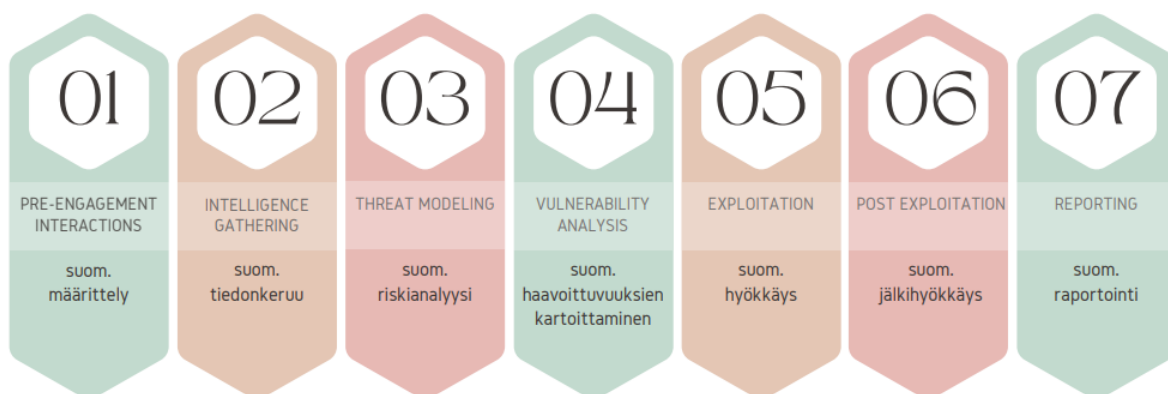 01
PRE-ENGAGEMENT
INTERACTIONS
suom.
määrittely
02
INTELLIGENCE
GATHERING
suom.
tiedonkeruu
03
THREAT MODELING
suom.
riskianalyysi
04
VULNERABILITY
ANALYSIS
suom.
haavoittuvuuksien
kartoittaminen
05
EXPLOITATION
suom.
hyökkäys
06
POST EXPLOITATION
suom.
jälkihyökkäys
07
REPORTING
suom.
raportointi